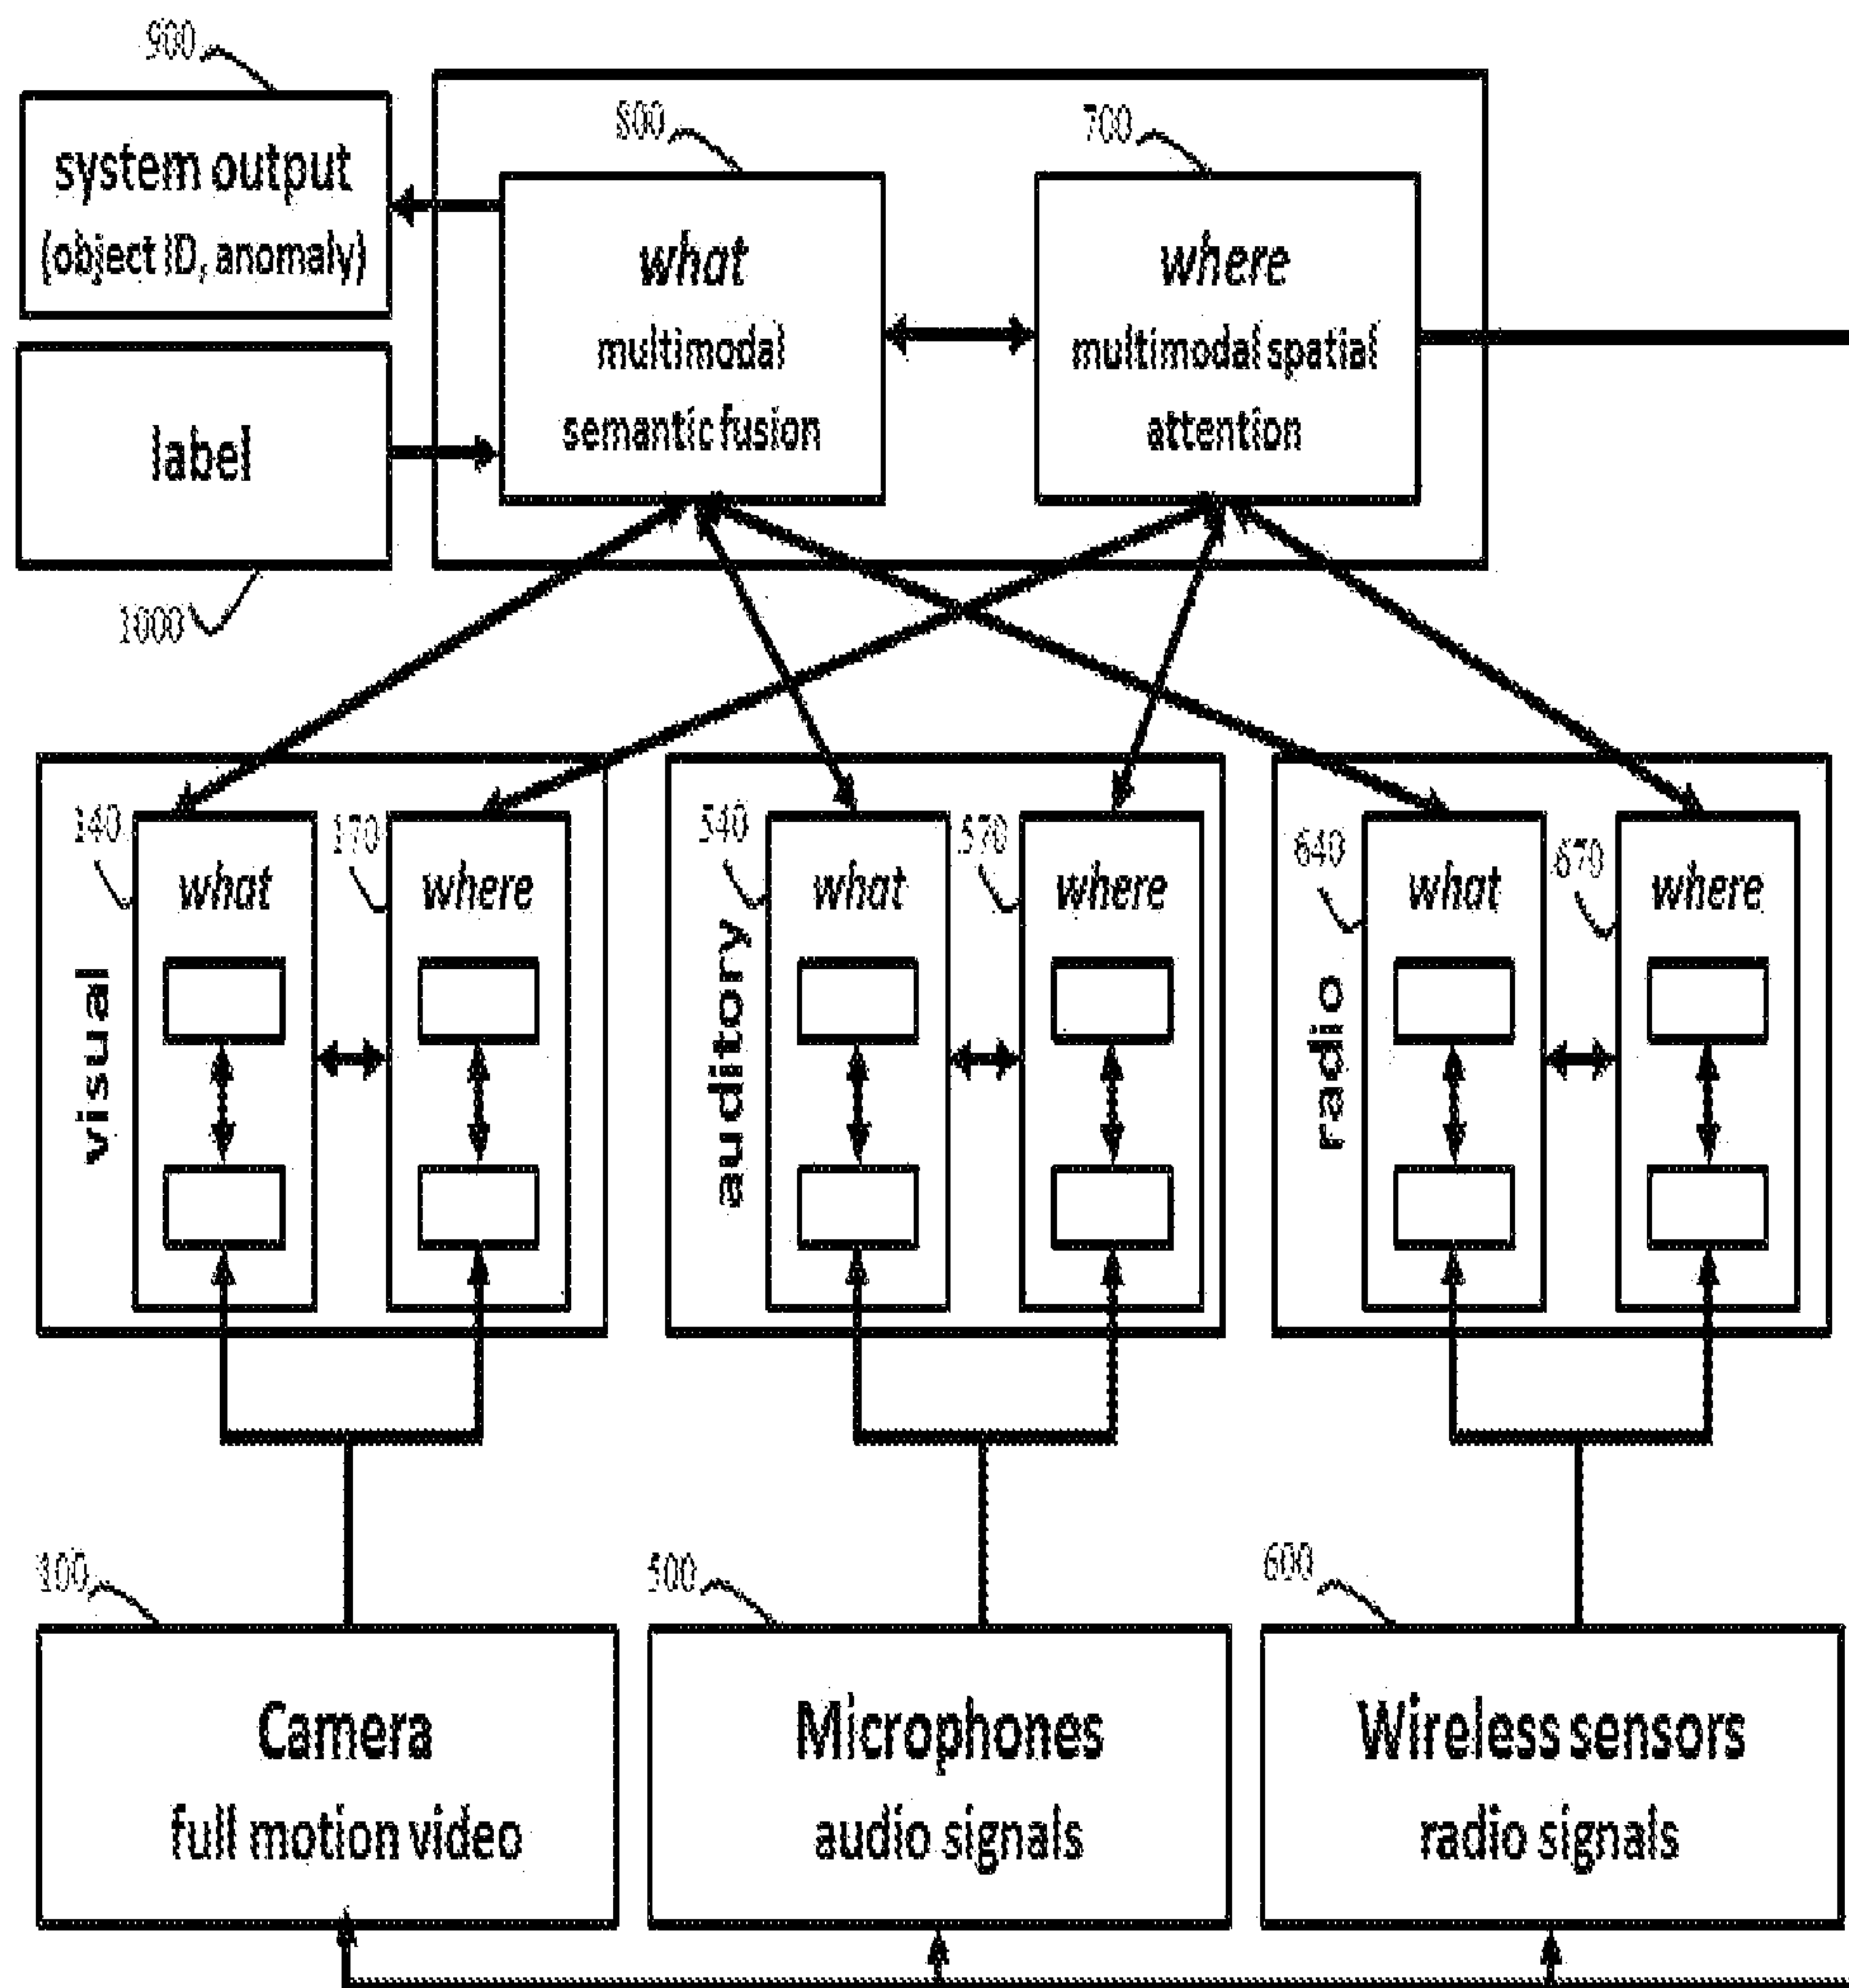 900
system output
(object ID, anomaly)
label
1000
800
what
multimodal
semantic fusion
700
where
multimodal spatial
attention
visual
140
what
170
where
auditory
540
what
570
where
radio
640
what
670
where
100
Camera
full motion video
500
Microphones
audio signals
600
Wireless sensors
radio signals